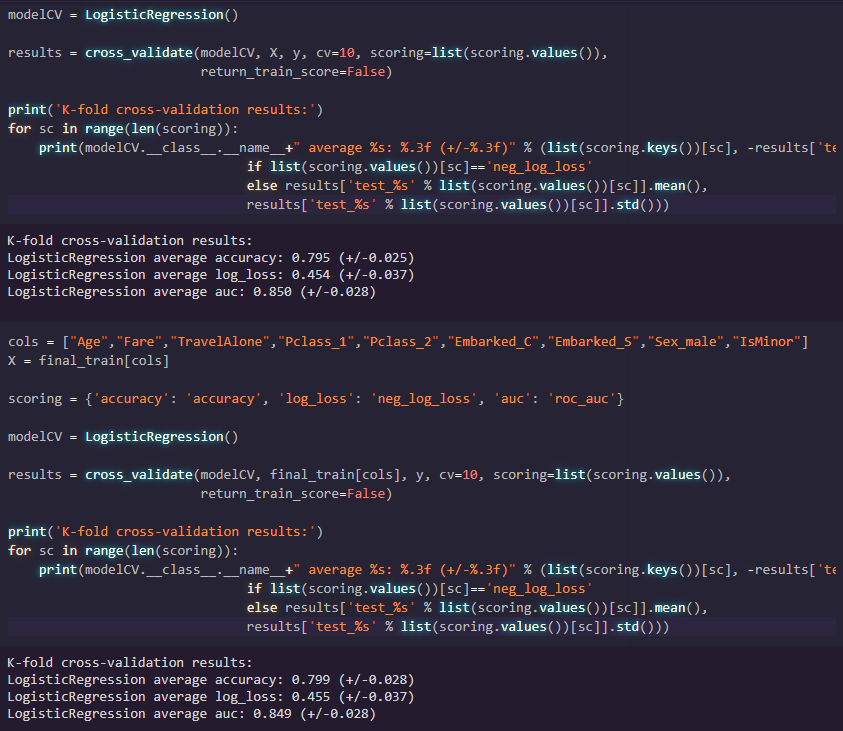 modelCV = LogisticRegression()
results = cross_validate(modelCV, X, y, cv=10, scoring=list(scoring.values()),
                         return_train_score=False)
print('K-fold cross-validation results:')
for sc in range(len(scoring)):
    print(modelCV.__class__.__name__+" average %s: %.3f (+/-%.3f)" % (list(scoring.keys())[sc], -results['te
                               if list(scoring.values())[sc]=='neg_log_loss'
                               else results['test_%s' % list(scoring.values())[sc]].mean(),
                               results['test_%s' % list(scoring.values())[sc]].std()))
K-fold cross-validation results:
LogisticRegression average accuracy: 0.795 (+/-0.025)
LogisticRegression average log_loss: 0.454 (+/-0.037)
LogisticRegression average auc: 0.850 (+/-0.028)
cols = ["Age","Fare","TravelAlone","Pclass_1","Pclass_2","Embarked_C","Embarked_S","Sex_male","IsMinor"]
X = final_train[cols]
scoring = {'accuracy': 'accuracy', 'log_loss': 'neg_log_loss', 'auc': 'roc_auc'}
modelCV = LogisticRegression()
results = cross_validate(modelCV, final_train[cols], y, cv=10, scoring=list(scoring.values()),
                         return_train_score=False)
print('K-fold cross-validation results:')
for sc in range(len(scoring)):
    print(modelCV.__class__.__name__+" average %s: %.3f (+/-%.3f)" % (list(scoring.keys())[sc], -results['te
                               if list(scoring.values())[sc]=='neg_log_loss'
                               else results['test_%s' % list(scoring.values())[sc]].mean(),
                               results['test_%s' % list(scoring.values())[sc]].std()))
K-fold cross-validation results:
LogisticRegression average accuracy: 0.799 (+/-0.028)
LogisticRegression average log_loss: 0.455 (+/-0.037)
LogisticRegression average auc: 0.849 (+/-0.028)